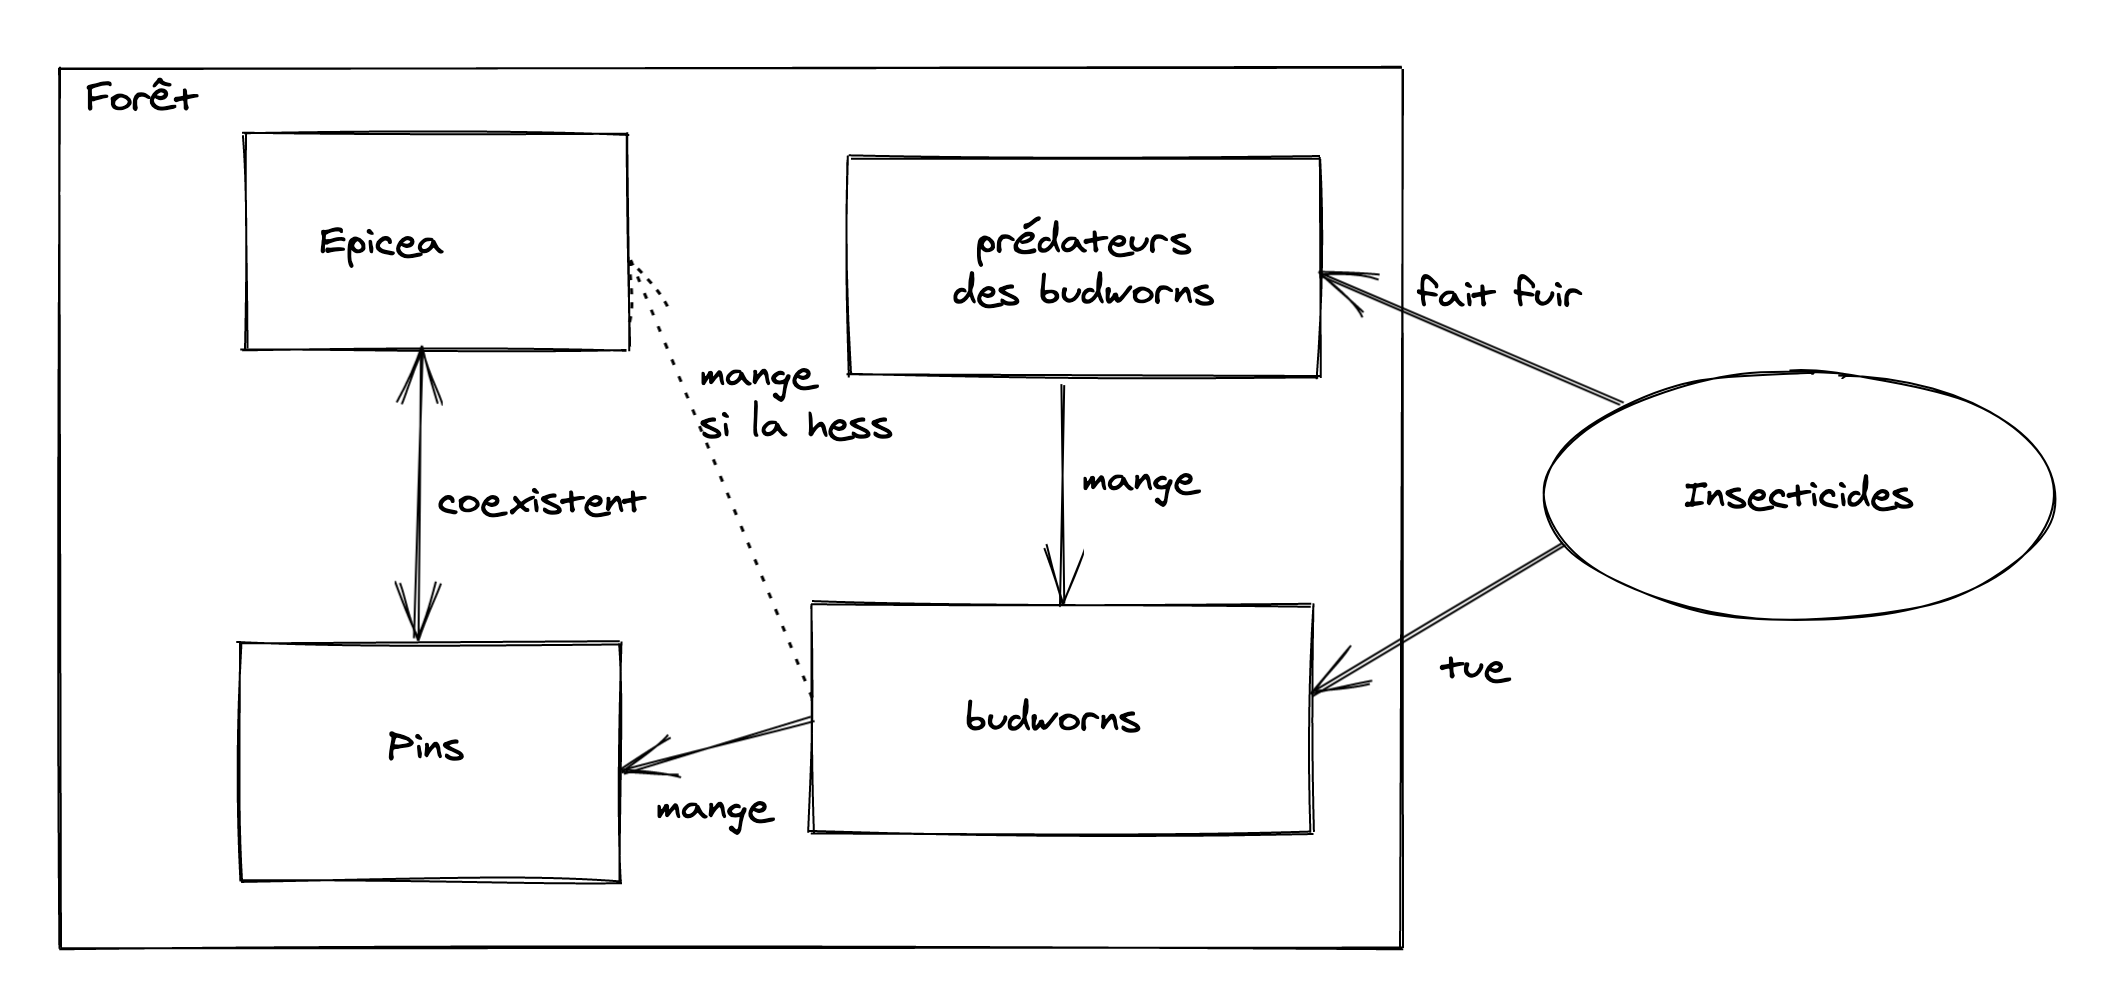 Forêt
Epicea
prédateurs
des budworns
fait fuir
mange
si la hess
mange
coexistent
Insecticides
tue
budworns
Pins
mange